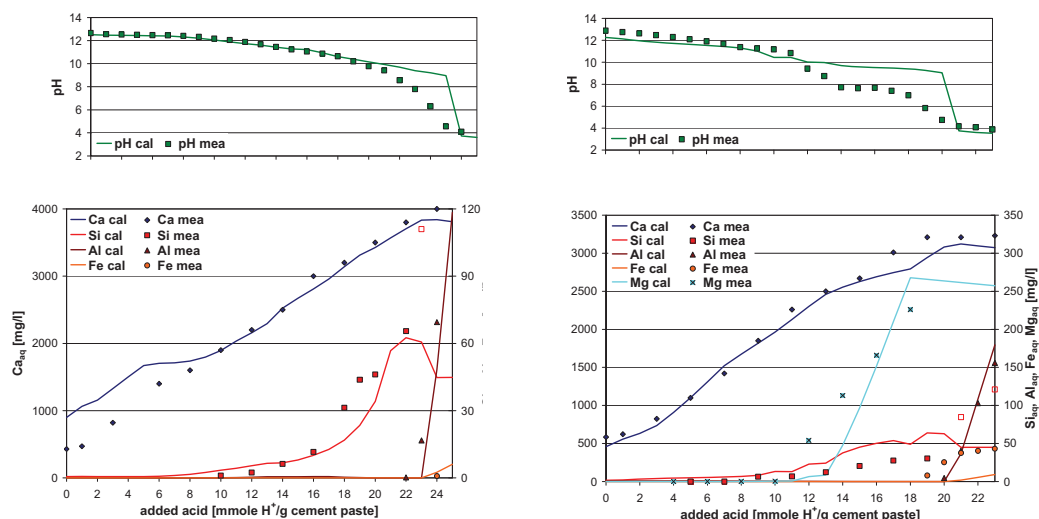 14
12
10
8
6
4
2
pH
pH cal pH mea
14
12
10
8
6
4
2
pH
pH cal pH mea
4000
3000
2000
1000
0
Ca_aq [mg/l]
Ca cal Ca mea
Si cal Si mea
Al cal Al mea
Fe cal Fe mea
120
90
60
30
0
0 2 4 6 8 10 12 14 16 18 20 22 24
added acid [mmole H⁺/g cement paste]
3500
3000
2500
2000
1500
1000
500
0
Ca cal Ca mea
Si cal Si mea
Al cal Al mea
Fe cal Fe mea
Mg cal Mg mea
350
300
250
200
150
100
50
0
Si_aq, Al_aq, Fe_aq, Mg_aq [mg/l]
0 2 4 6 8 10 12 14 16 18 20 22
added acid [mmole H⁺/g cement paste]